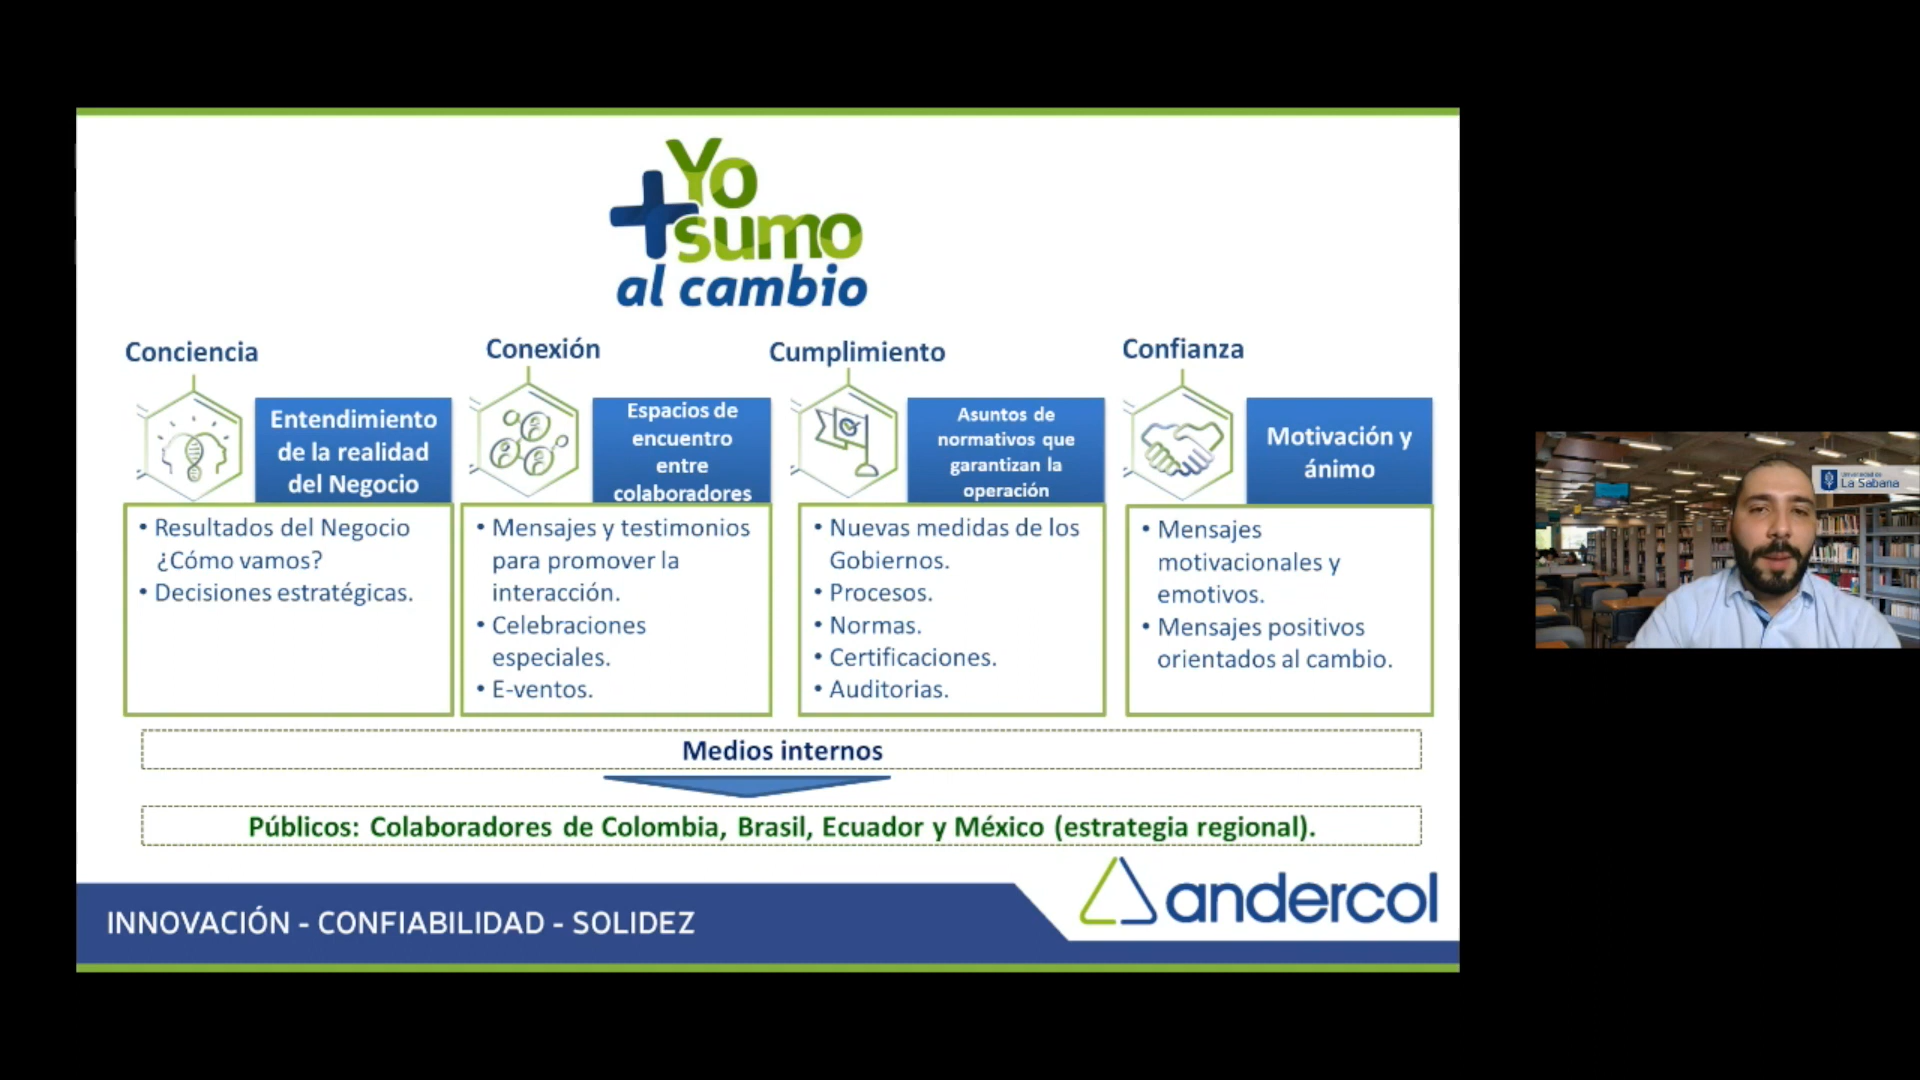 Yo
sumo
al cambio
Conciencia
Entendimiento
de la realidad
del Negocio
• Resultados del Negocio
¿Cómo vamos?
• Decisiones estratégicas.
Conexión
Espacios de
encuentro
entre
colaboradores
• Mensajes y testimonios
para promover la
interacción.
• Celebraciones
especiales.
• E-ventos.
Cumplimiento
Asuntos de
normativos que
garantizan la
operación
• Nuevas medidas de los
Gobiernos.
• Procesos.
• Normas.
• Certificaciones.
• Auditorias.
Confianza
Motivación y
ánimo
• Mensajes
motivacionales y
emotivos.
• Mensajes positivos
orientados al cambio.
Medios internos
Públicos: Colaboradores de Colombia, Brasil, Ecuador y México (estrategia regional).
INNOVACIÓN - CONFIABILIDAD - SOLIDEZ
andercol
Universidad de
La Sabana